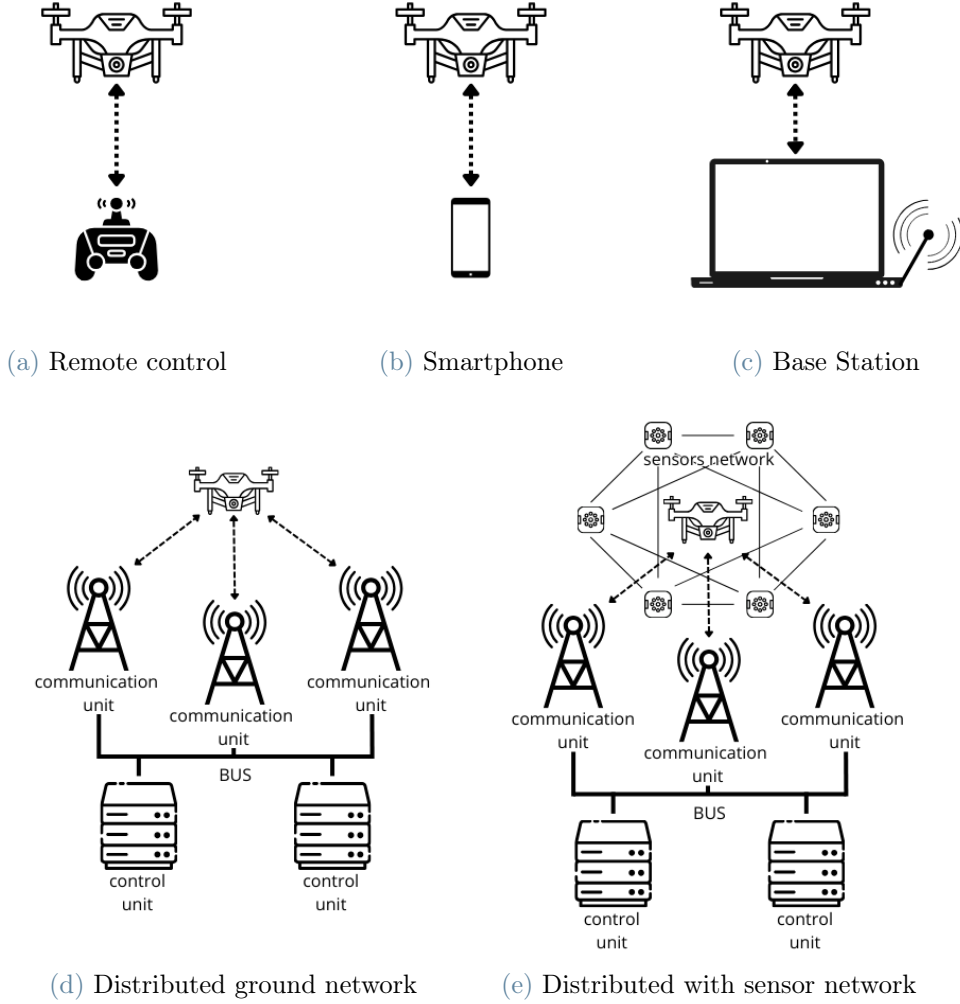 (a) Remote control
(b) Smartphone
(c) Base Station
communication
unit
communication
unit
communication
unit
BUS
control
unit
control
unit
(d) Distributed ground network
sensors network
communication
unit
communication
unit
communication
unit
BUS
control
unit
control
unit
(e) Distributed with sensor network